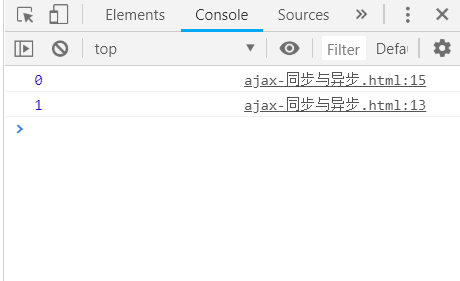 Elements Console Sources »
top Filter Defau
0 ajax-同步与异步.html:15
1 ajax-同步与异步.html:13